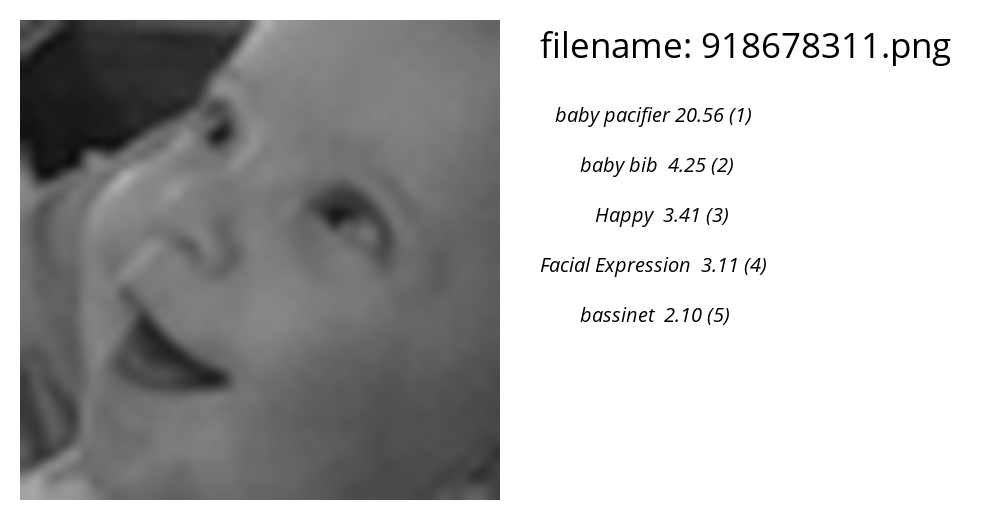 filename: 918678311.png
baby pacifier 20.56 (1)
baby bib 4.25 (2)
Happy 3.41 (3)
Facial Expression 3.11 (4)
bassinet 2.10 (5)